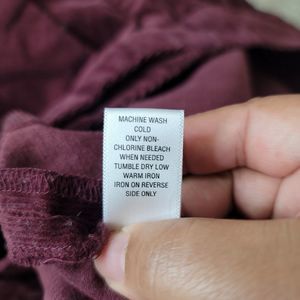 MACHINE WASH
COLD
ONLY NON-
CHLORINE BLEACH
WHEN NEEDED
TUMBLE DRY LOW
WARM IRON
IRON ON REVERSE
SIDE ONLY